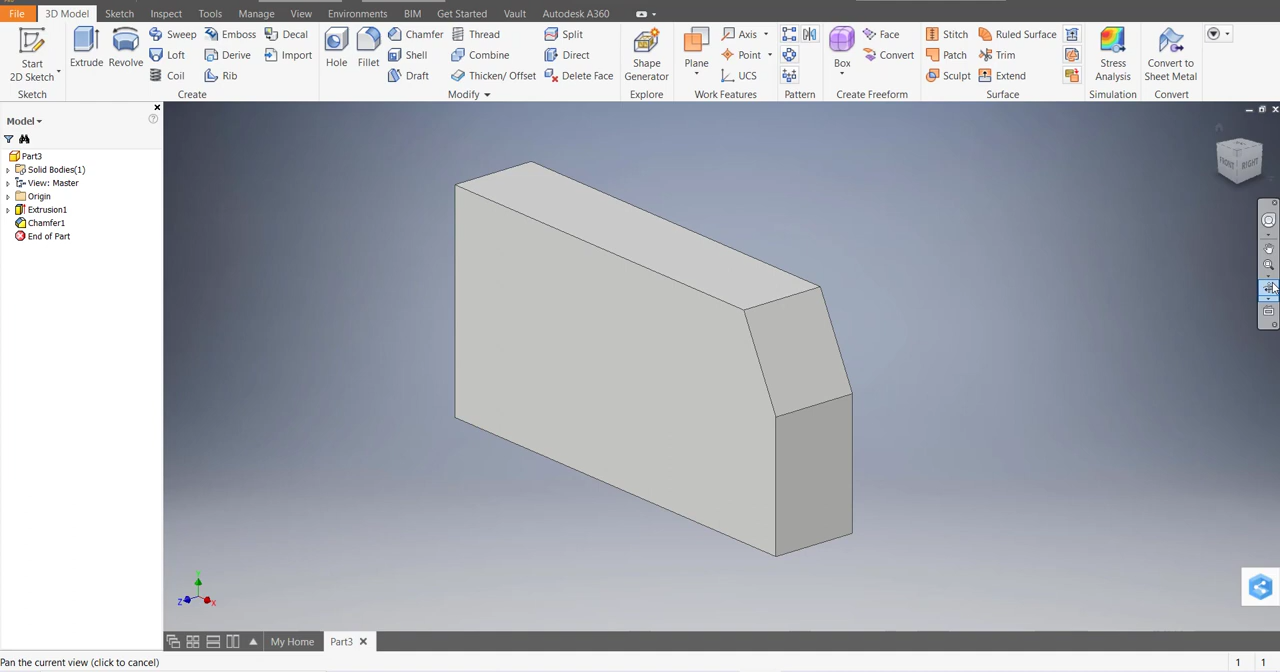 File 3D Model Sketch Inspect Tools Manage View Environments BIM Get Started Vault Autodesk A360
Start
2D Sketch
Sketch
Extrude
Revolve
Sweep
Loft
Coil
Emboss
Derive
Rib
Decal
Import
Create
Hole
Fillet
Chamfer
Shell
Draft
Thread
Combine
Thicken/ Offset
Split
Direct
Delete Face
Modify
Shape
Generator
Explore
Plane
Axis
Point
UCS
Work Features
Pattern
Box
Face
Convert
Create Freeform
Stitch
Patch
Sculpt
Ruled Surface
Trim
Extend
Surface
Stress
Analysis
Simulation
Convert to
Sheet Metal
Convert
Model
Part3
Solid Bodies(1)
View: Master
Origin
Extrusion1
Chamfer1
End of Part
FRONT RIGHT
Y
Z X
My Home Part3
Pan the current view (click to cancel) 1 1